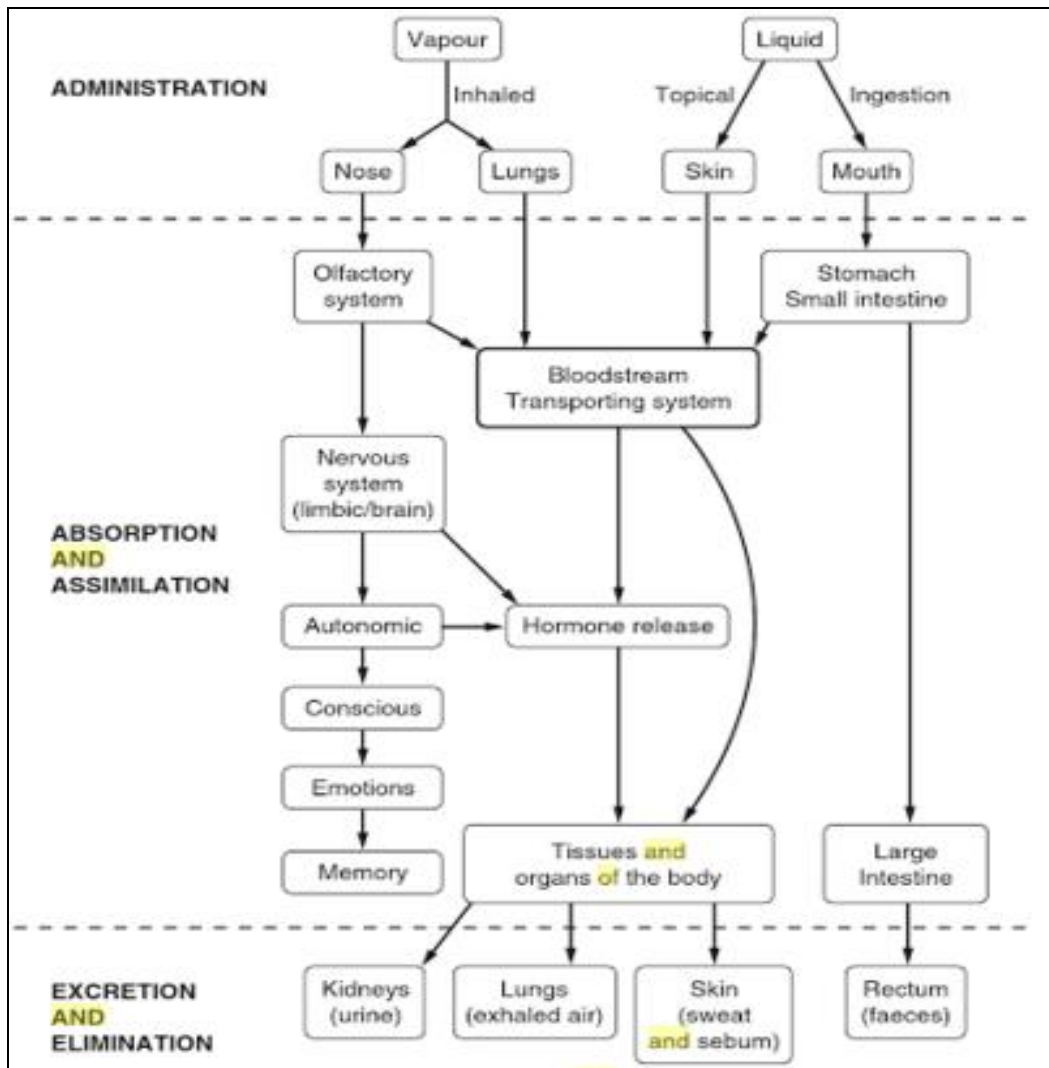 Vapour
Liquid
ADMINISTRATION
Inhaled
Topical
Ingestion
Nose
Lungs
Skin
Mouth
Olfactory
system
Stomach
Small intestine
Bloodstream
Transporting system
Nervous
system
(limbic/brain)
ABSORPTION
AND
ASSIMILATION
Autonomic
Hormone release
Conscious
Emotions
Memory
Tissues and
organs of the body
Large
Intestine
EXCRETION
AND
ELIMINATION
Kidneys
(urine)
Lungs
(exhaled air)
Skin
(sweat
and sebum)
Rectum
(faeces)